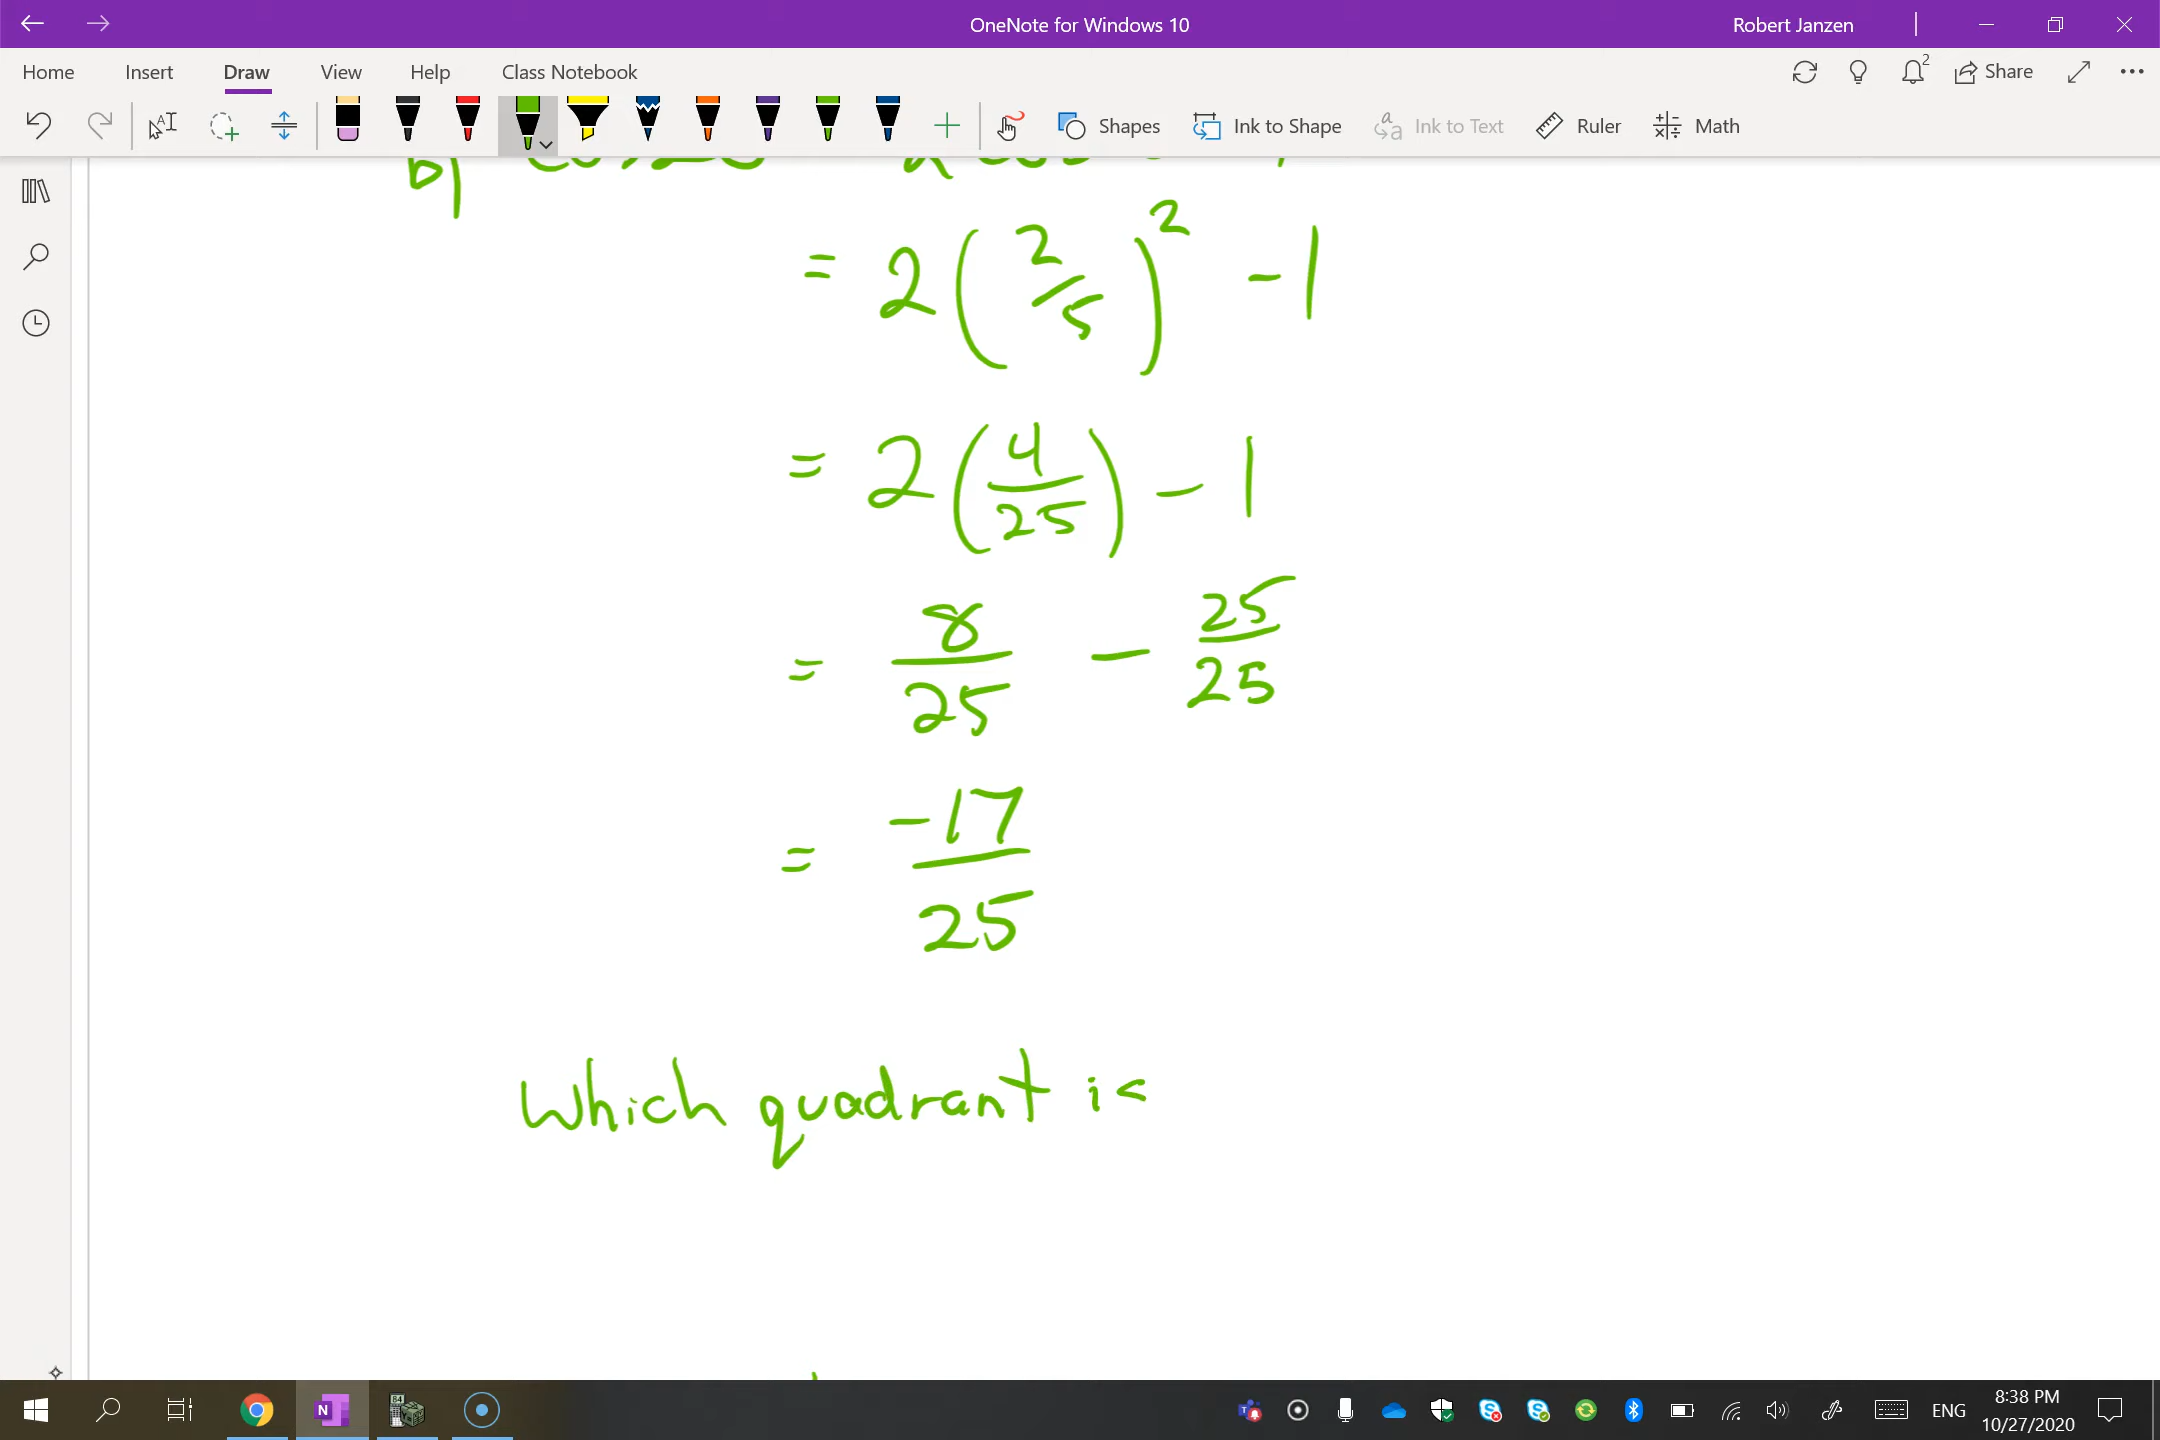 OneNote for Windows 10
Robert Janzen
Home Insert Draw View Help Class Notebook
2 Share
Shapes Ink to Shape Ink to Text Ruler Math
b)
= 2(2/5)² - 1
= 2(4/25) - 1
= 8/25 - 25/25
= -17/25
Which quadrant is
ENG
8:38 PM
10/27/2020